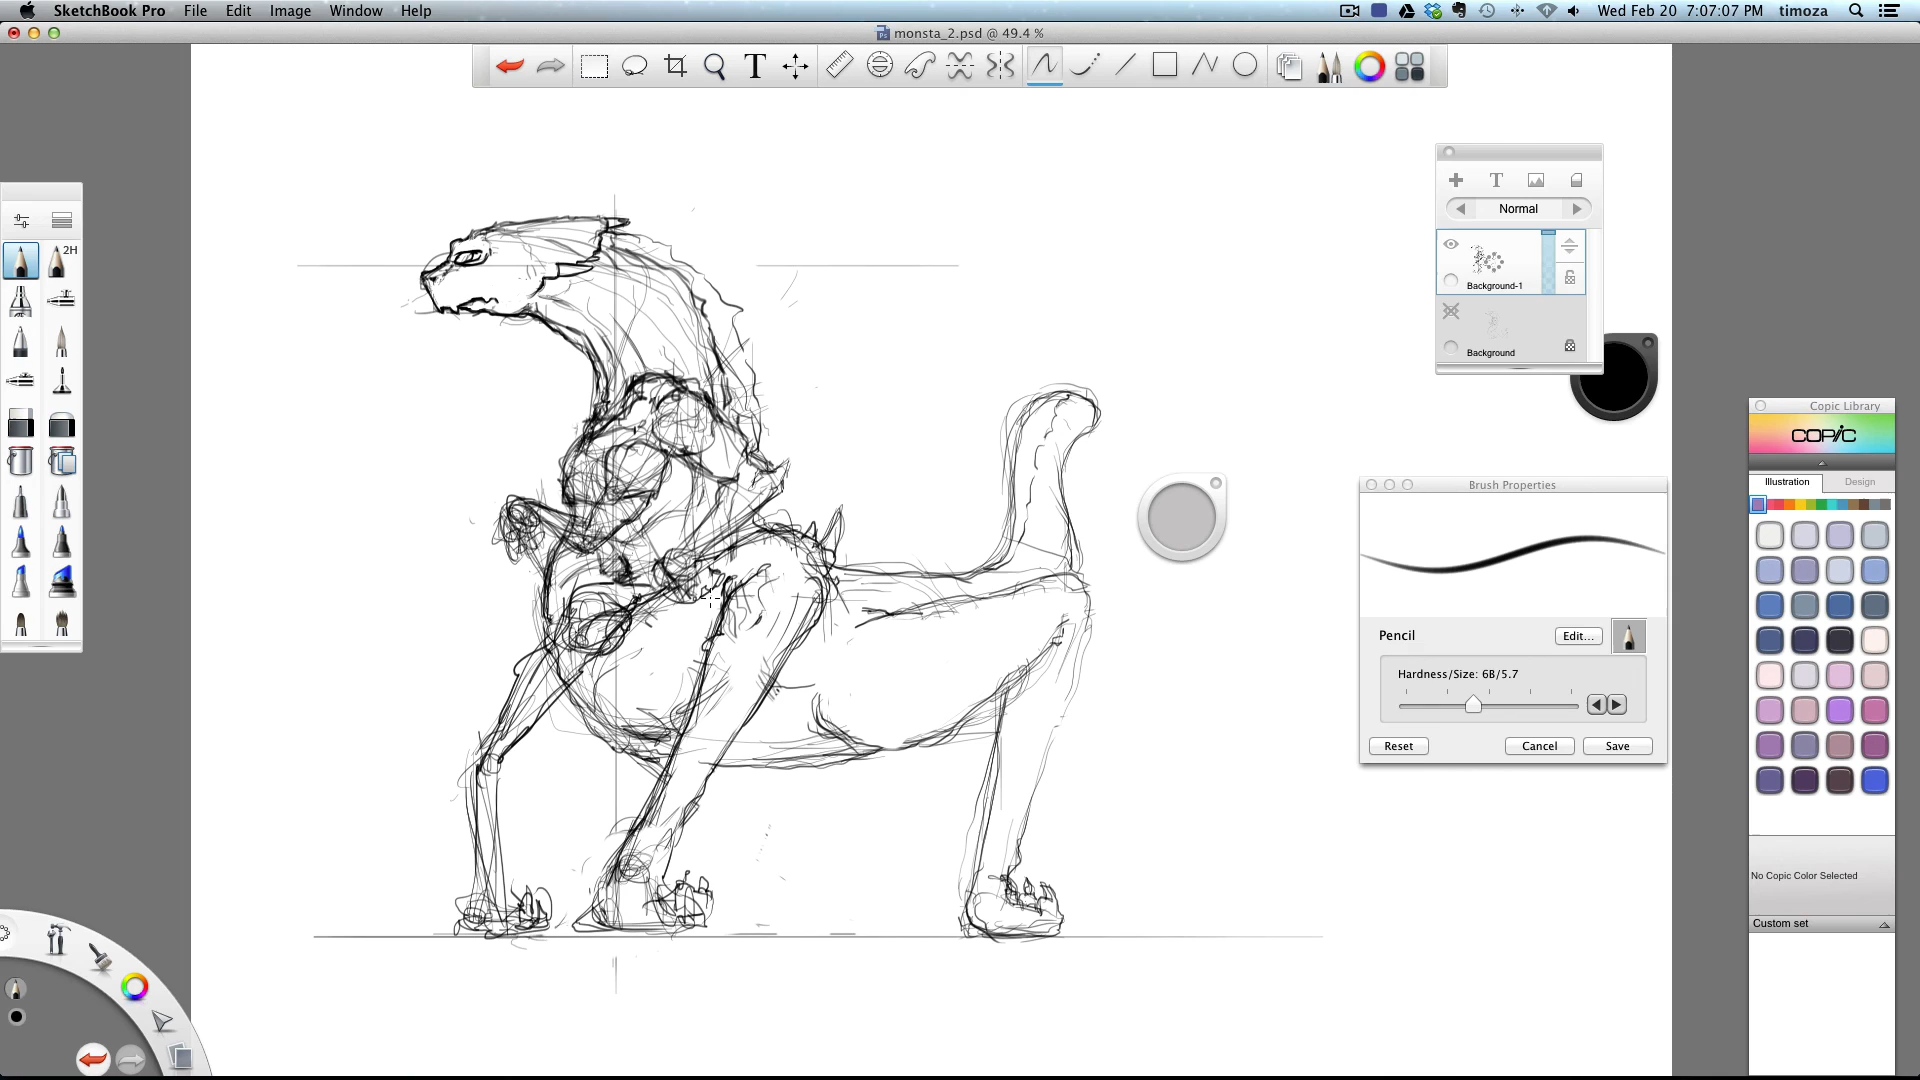 SketchBook Pro File Edit Image Window Help
Wed Feb 20 7:07:07 PM timoza
monsta_2.psd @ 49.4 %
T
T
Normal
2H
Background-1
Background
Copic Library
COPIC
Illustration Design
Brush Properties
Pencil
Edit...
Hardness/Size: 6B/5.7
Reset Cancel Save
No Copic Color Selected
Custom set